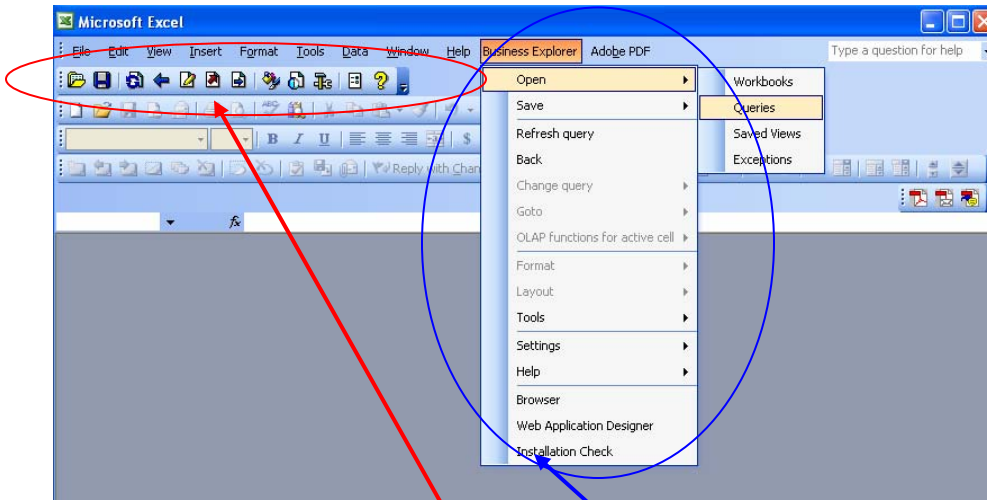 Microsoft Excel
File Edit View Insert Format Tools Data Window Help Business Explorer Adobe PDF Type a question for help
Open Workbooks
B I U $ Save Queries
Refresh query Saved Views
Reply with Chan Back Exceptions
Change query
Goto
fx OLAP functions for active cell
Format
Layout
Tools
Settings
Help
Browser
Web Application Designer
Installation Check